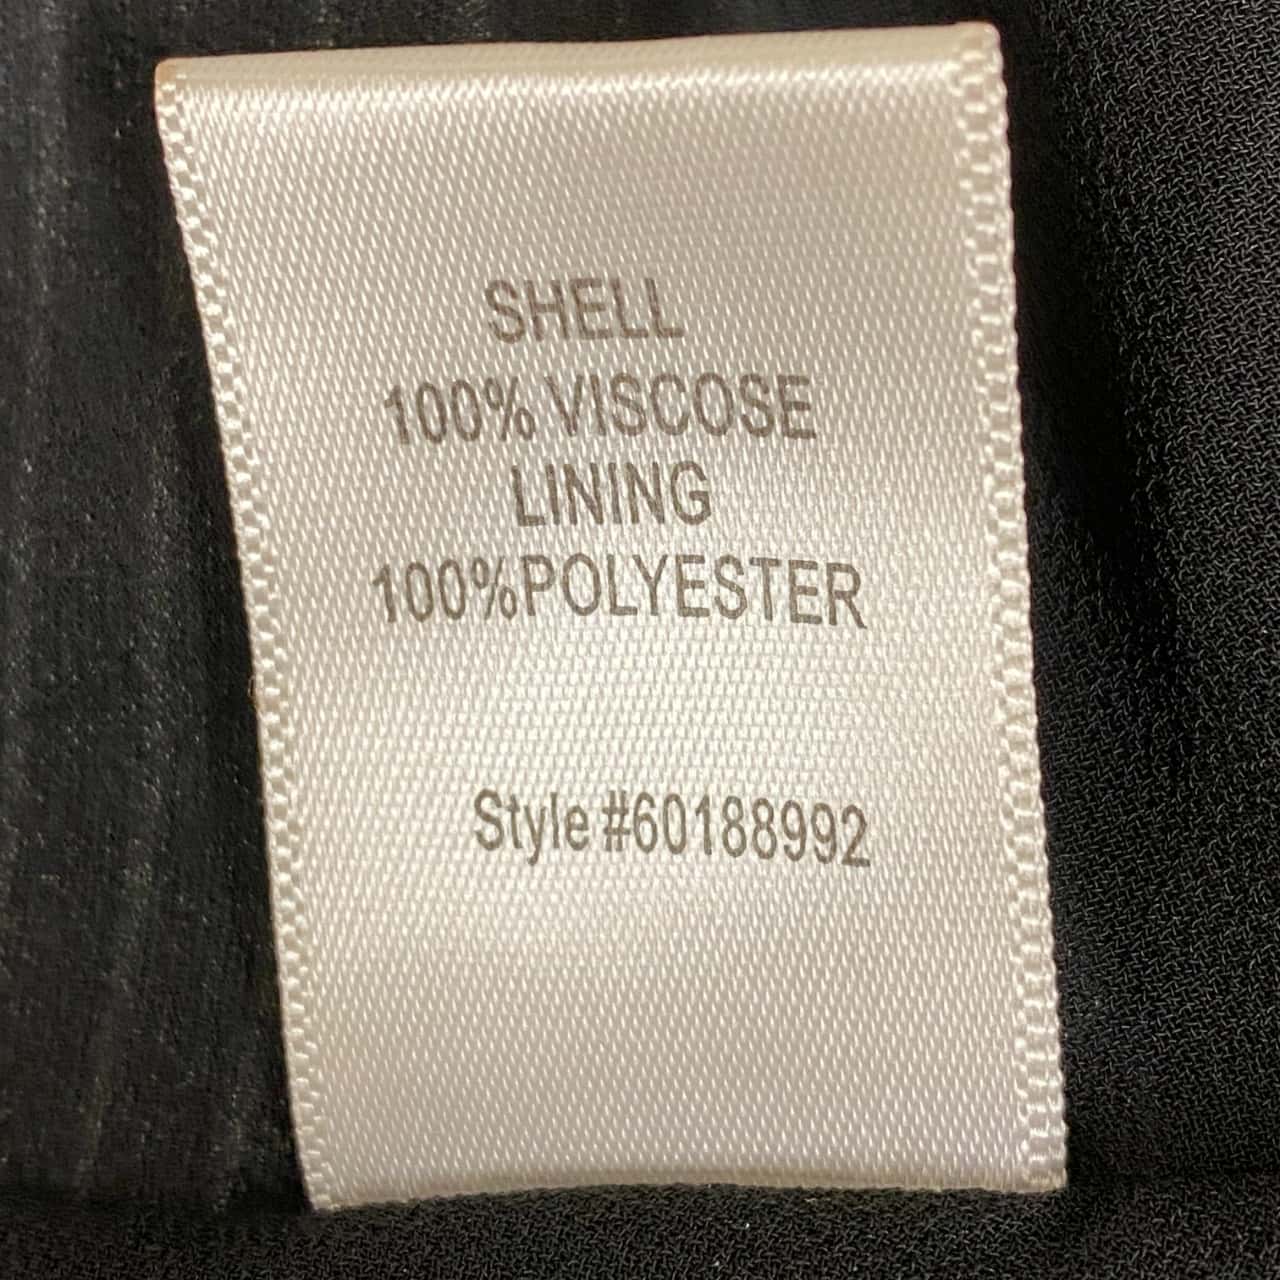 SHELL
100% VISCOSE
LINING
100%POLYESTER
Style #60188992